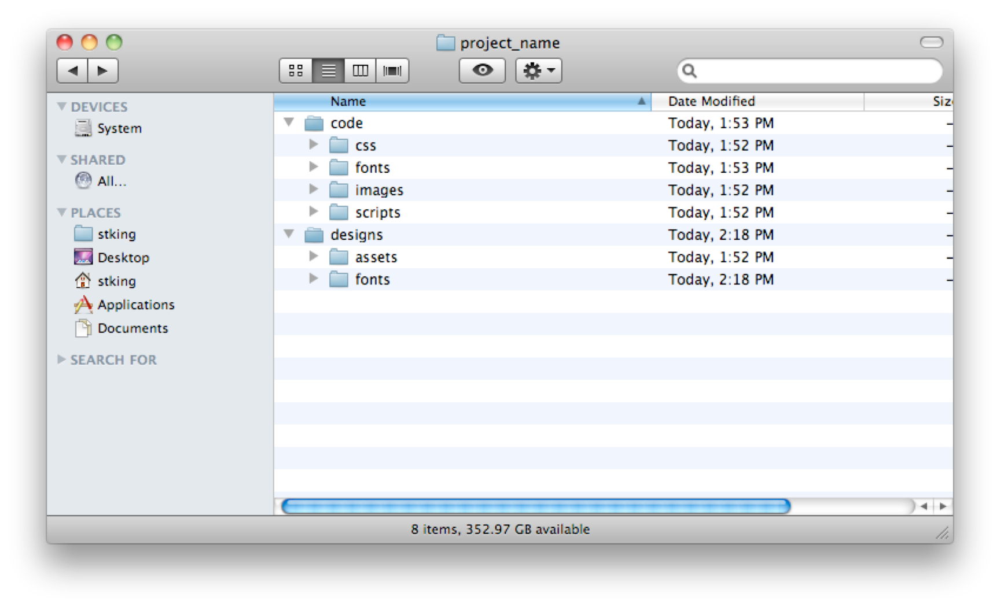 project_name
DEVICES
System
SHARED
All...
PLACES
stking
Desktop
stking
Applications
Documents
SEARCH FOR
Name Date Modified Siz
code Today, 1:53 PM –
css Today, 1:52 PM –
fonts Today, 1:53 PM –
images Today, 1:52 PM –
scripts Today, 1:52 PM –
designs Today, 2:18 PM –
assets Today, 1:52 PM –
fonts Today, 2:18 PM –
8 items, 352.97 GB available